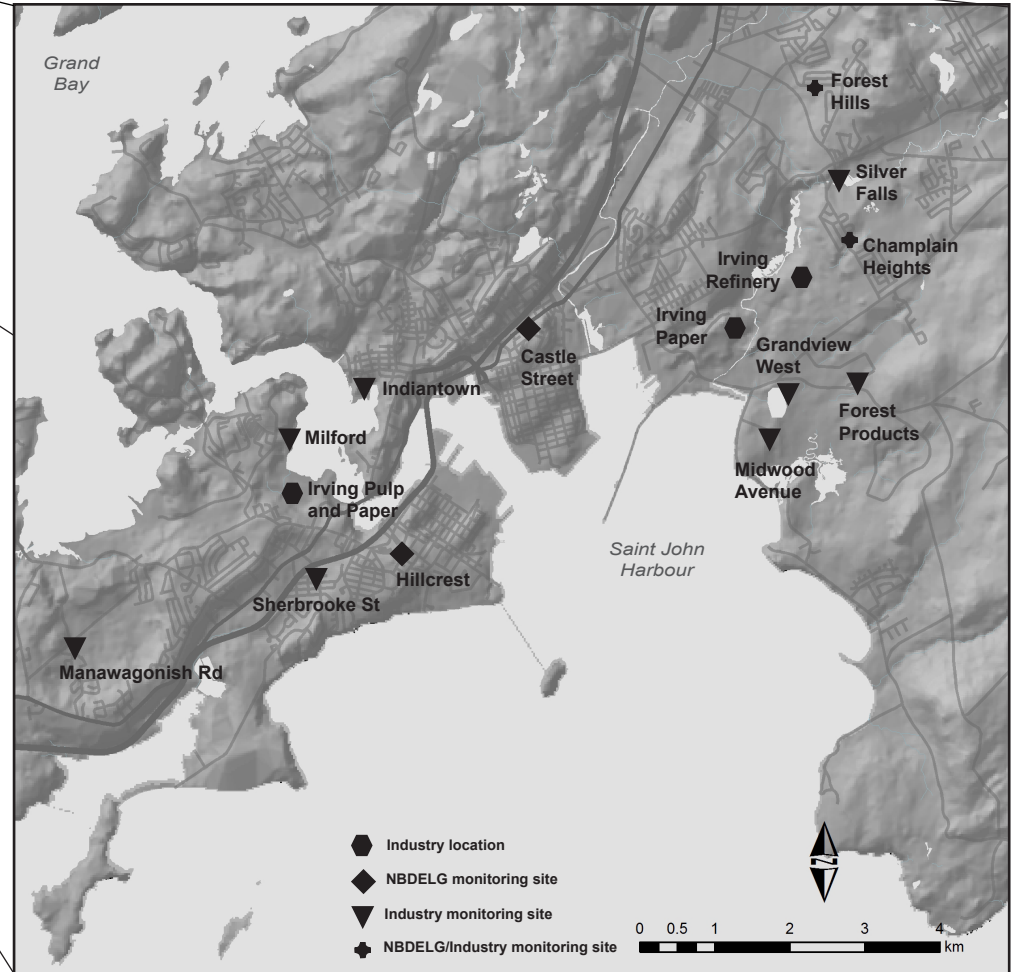 Grand
Bay
Forest
Hills
Silver
Falls
Champlain
Heights
Irving
Refinery
Irving
Paper
Grandview
West
Castle
Street
Indiantown
Forest
Products
Milford
Midwood
Avenue
Irving Pulp
and Paper
Saint John
Harbour
Hillcrest
Sherbrooke St
Manawagonish Rd
Industry location
NBDELG monitoring site
Industry monitoring site
NBDELG/Industry monitoring site
N
0 0.5 1 2 3 4
km